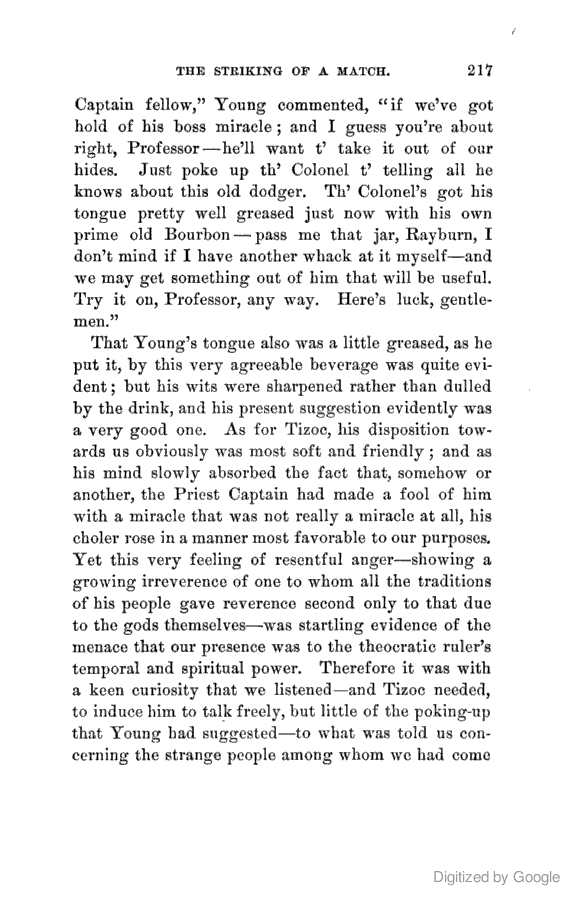 THE STRIKING OF A MATCH. 217
Captain fellow,” Young commented, “if we’ve got
hold of his boss miracle ; and I guess you’re about
right, Professor—he’ll want t’ take it out of our
hides. Just poke up th’ Colonel t’ telling all he
knows about this old dodger. Th’ Colonel’s got his
tongue pretty well greased just now with his own
prime old Bourbon—pass me that jar, Rayburn, I
don’t mind if I have another whack at it myself—and
we may get something out of him that will be useful.
Try it on, Professor, any way. Here’s luck, gentle-
men.”
That Young’s tongue also was a little greased, as he
put it, by this very agreeable beverage was quite evi-
dent ; but his wits were sharpened rather than dulled
by the drink, and his present suggestion evidently was
a very good one. As for Tizoc, his disposition tow-
ards us obviously was most soft and friendly ; and as
his mind slowly absorbed the fact that, somehow or
another, the Priest Captain had made a fool of him
with a miracle that was not really a miracle at all, his
choler rose in a manner most favorable to our purposes.
Yet this very feeling of resentful anger—showing a
growing irreverence of one to whom all the traditions
of his people gave reverence second only to that due
to the gods themselves—was startling evidence of the
menace that our presence was to the theocratic ruler’s
temporal and spiritual power. Therefore it was with
a keen curiosity that we listened—and Tizoc needed,
to induce him to talk freely, but little of the poking-up
that Young had suggested—to what was told us con-
cerning the strange people among whom we had come
Digitized by Google